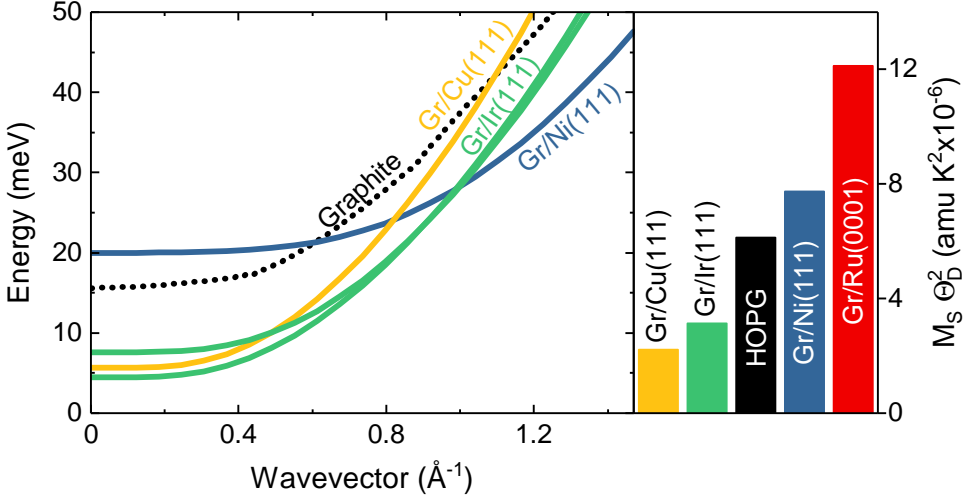 50
40
30
20
10
0
Energy (meV)
0
0.4
0.8
1.2
Wavevector (Å⁻¹)
Graphite
Gr/Cu(111)
Gr/Ir(111)
Gr/Ni(111)
Gr/Cu(111)
Gr/Ir(111)
HOPG
Gr/Ni(111)
Gr/Ru(0001)
12
8
4
0
M_S Θ_D² (amu K²x10⁻⁶)